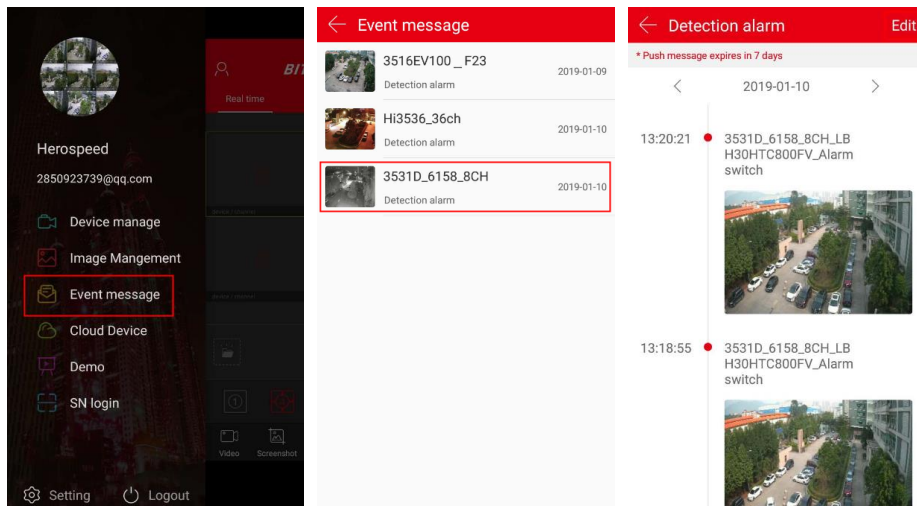 BIT
Real time
Herospeed
2850923739@qq.com
Device manage
Image Mangement
Event message
Cloud Device
Demo
SN login
Video
Screenshot
Setting
Logout
Event message
3516EV100 _ F23
Detection alarm
2019-01-09
Hi3536_36ch
Detection alarm
2019-01-10
3531D_6158_8CH
Detection alarm
2019-01-10
Detection alarm
Edit
* Push message expires in 7 days
2019-01-10
13:20:21
3531D_6158_8CH_LB
H30HTC800FV_Alarm
switch
13:18:55
3531D_6158_8CH_LB
H30HTC800FV_Alarm
switch